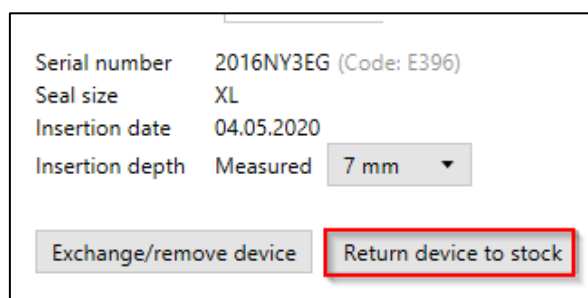 Serial number 2016NY3EG (Code: E396)
Seal size XL
Insertion date 04.05.2020
Insertion depth Measured 7 mm
Exchange/remove device Return device to stock